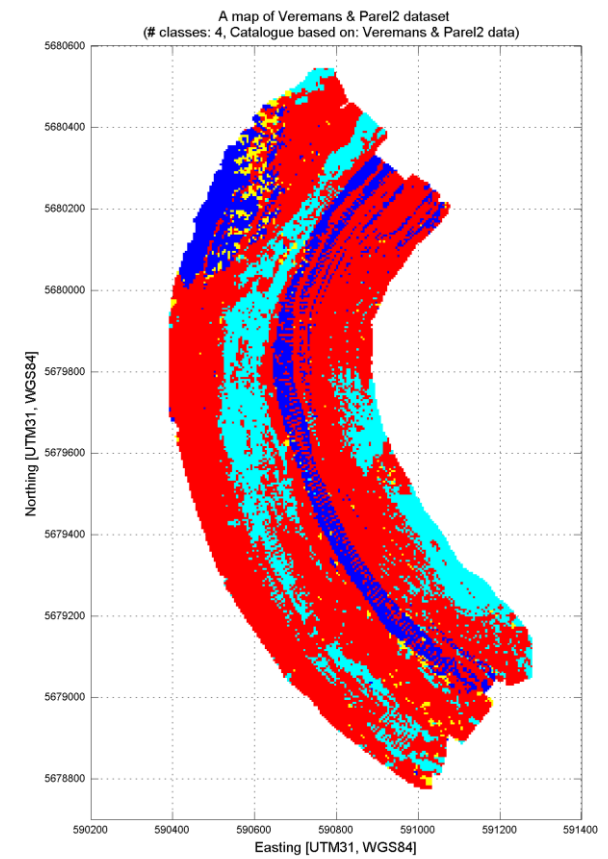 A map of Veremans & Parel2 dataset
(# classes: 4, Catalogue based on: Veremans & Parel2 data)
5680600
5680400
5680200
5680000
5679800
5679600
5679400
5679200
5679000
5678800
Northing [UTM31, WGS84]
590200 590400 590600 590800 591000 591200 591400
Easting [UTM31, WGS84]